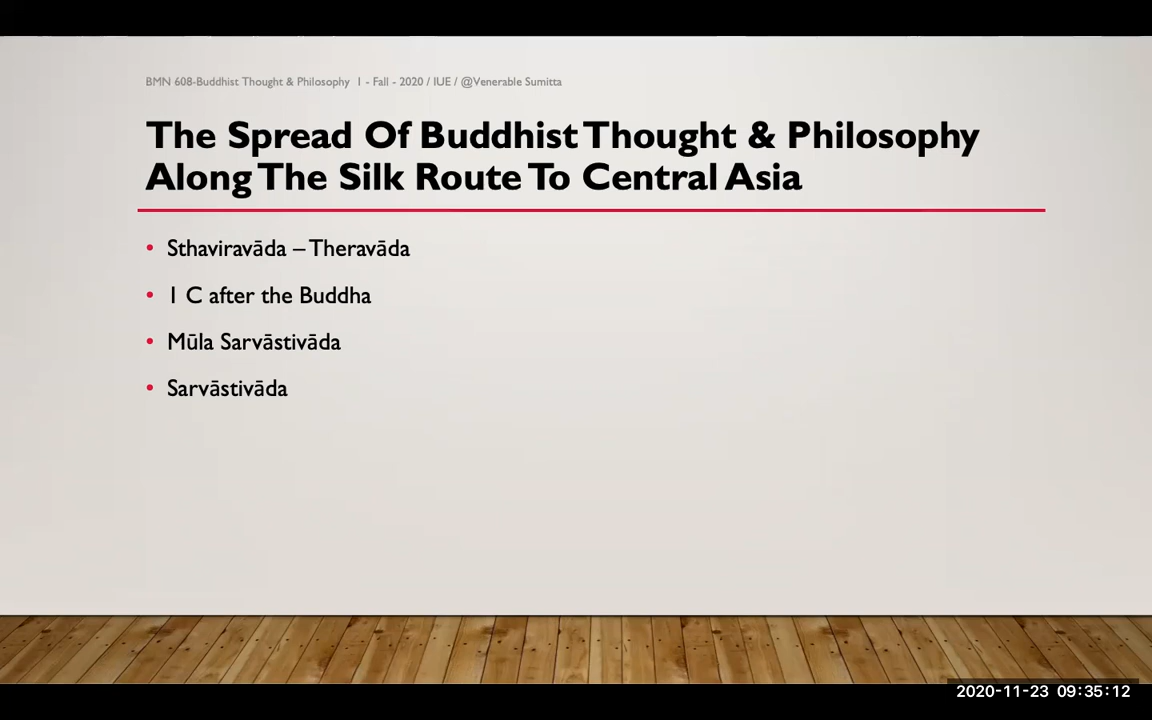 BMN 608-Buddhist Thought & Philosophy 1 - Fall - 2020 / IUE / @Venerable Sumitta
The Spread Of Buddhist Thought & Philosophy
Along The Silk Route To Central Asia
• Sthaviravāda – Theravāda
• 1 C after the Buddha
• Mūla Sarvāstivāda
• Sarvāstivāda
2020-11-23 09:35:12